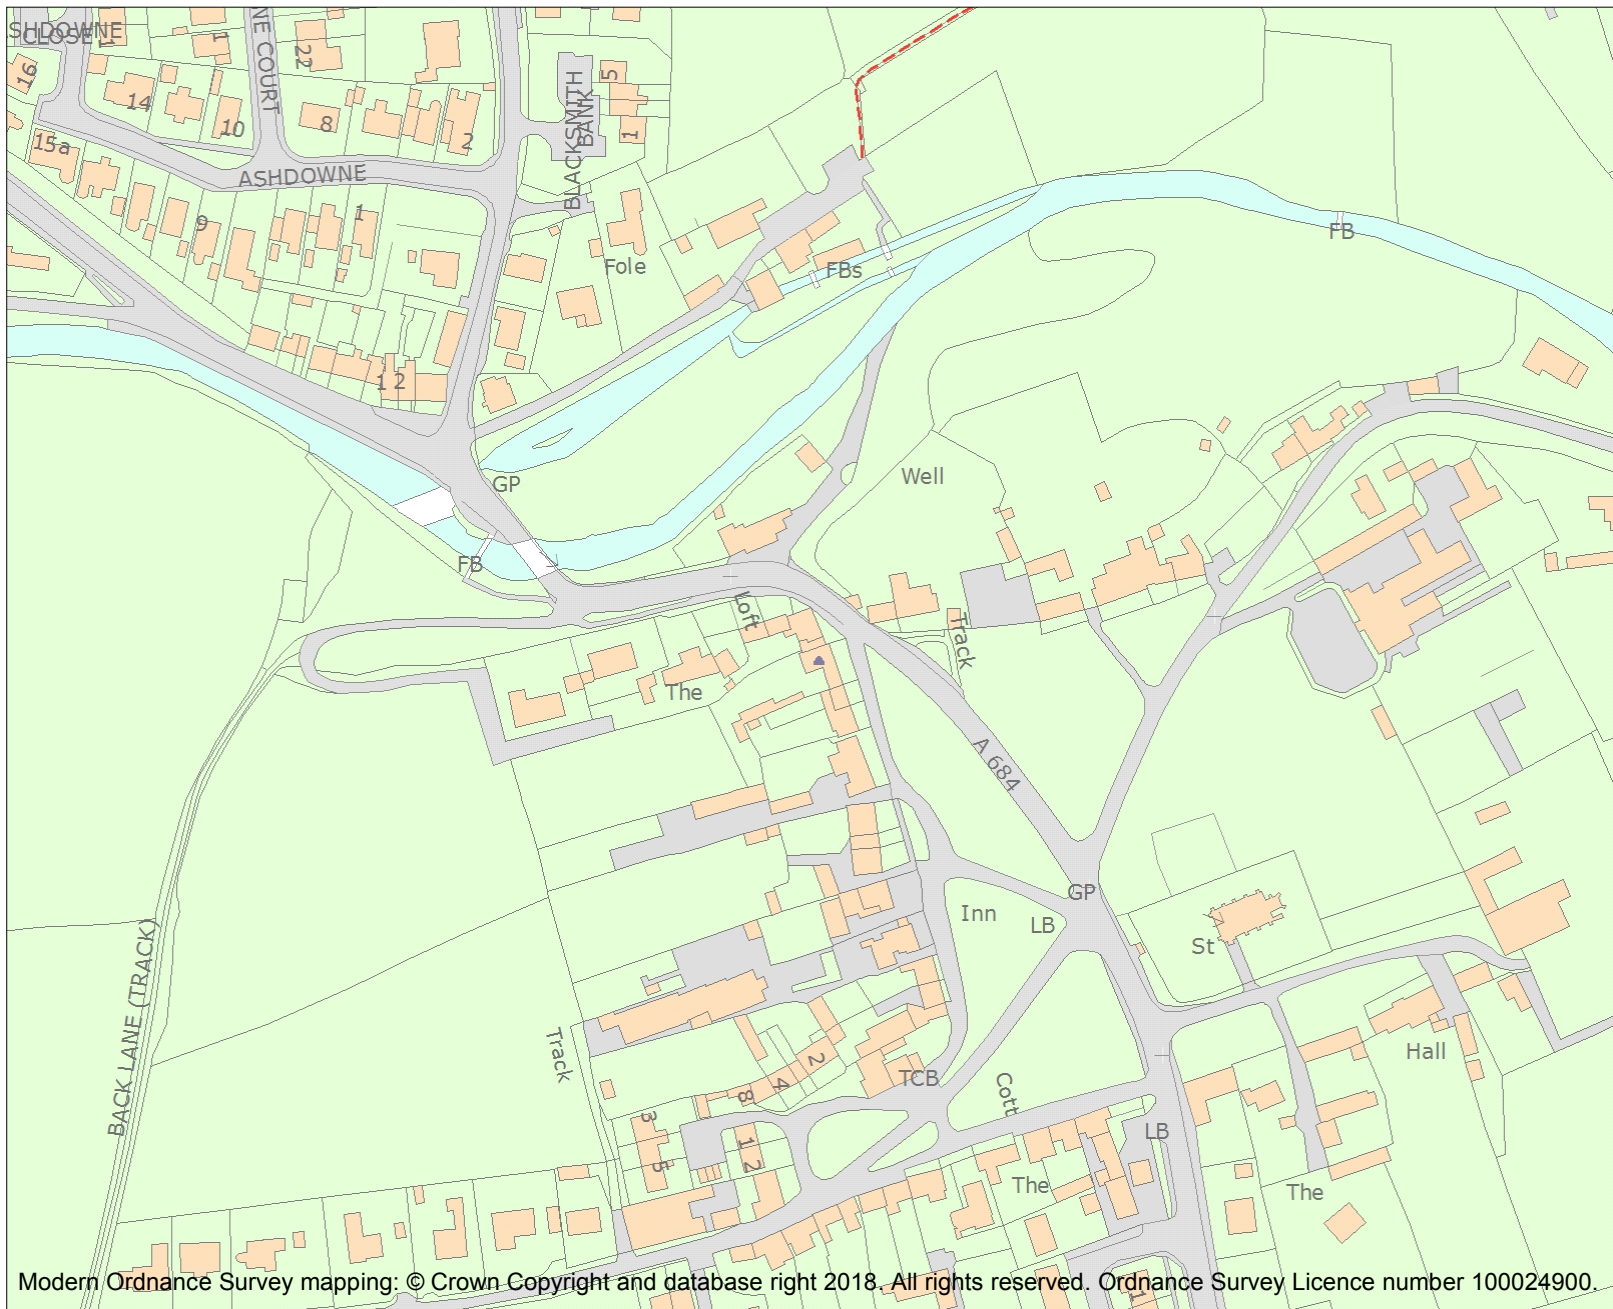 SHDOWNE
CLOSE
1
1
NE COURT
22
16
14
10
8
2
5
1
BLACKSMITH
BANK
15a
ASHDOWNE
9
1
Fole
FBs
FB
1 2
GP
Well
FB
Loft
Track
The
A 684
GP
Inn
LB
St
BACK LANE (TRACK)
Track
Hall
2
4
8
TCB
Cott
3
5
1
2
LB
The
The
1
Modern Ordnance Survey mapping: © Crown Copyright and database right 2018. All rights reserved. Ordnance Survey Licence number 100024900.